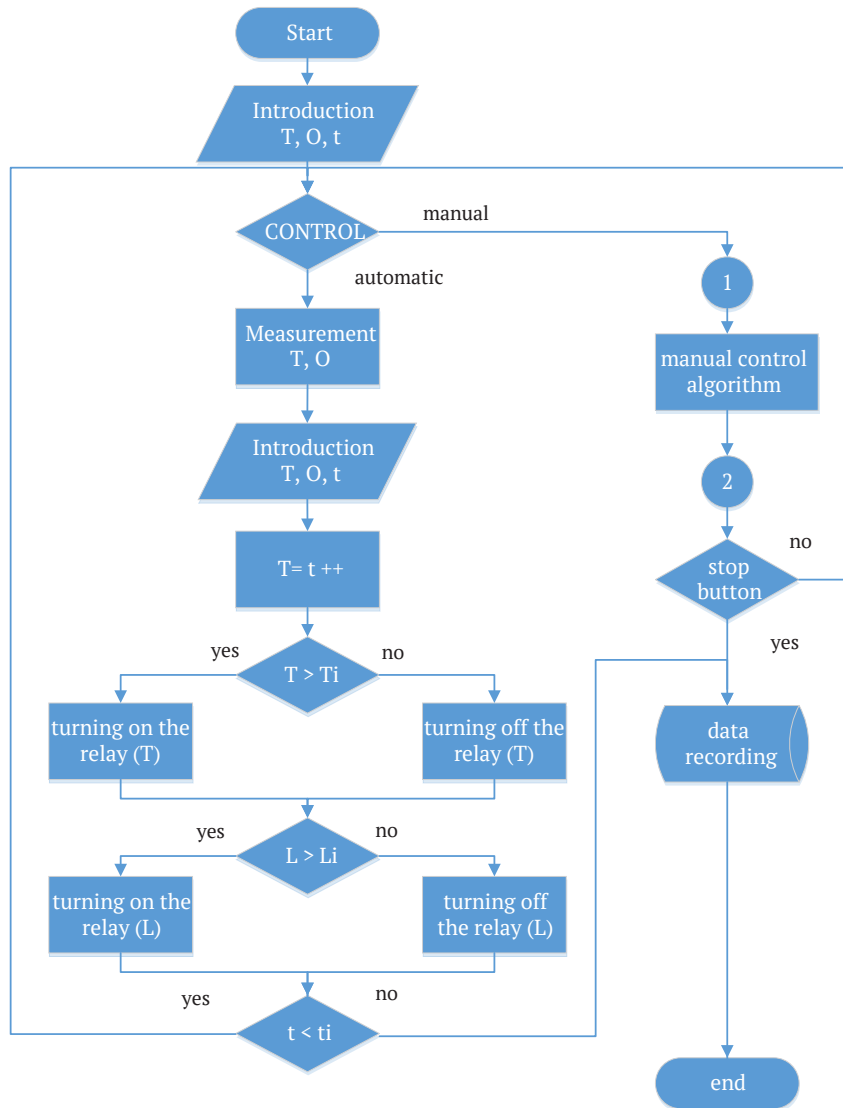 Start
Introduction
T, O, t
CONTROL
manual
automatic
1
Measurement
T, O
manual control
algorithm
Introduction
T, O, t
2
T= t ++
stop
button
no
yes
yes
T > Ti
no
turning on the
relay (T)
turning off the
relay (T)
data
recording
yes
L > Li
no
turning on the
relay (L)
turning off
the relay (L)
yes
no
t < ti
end